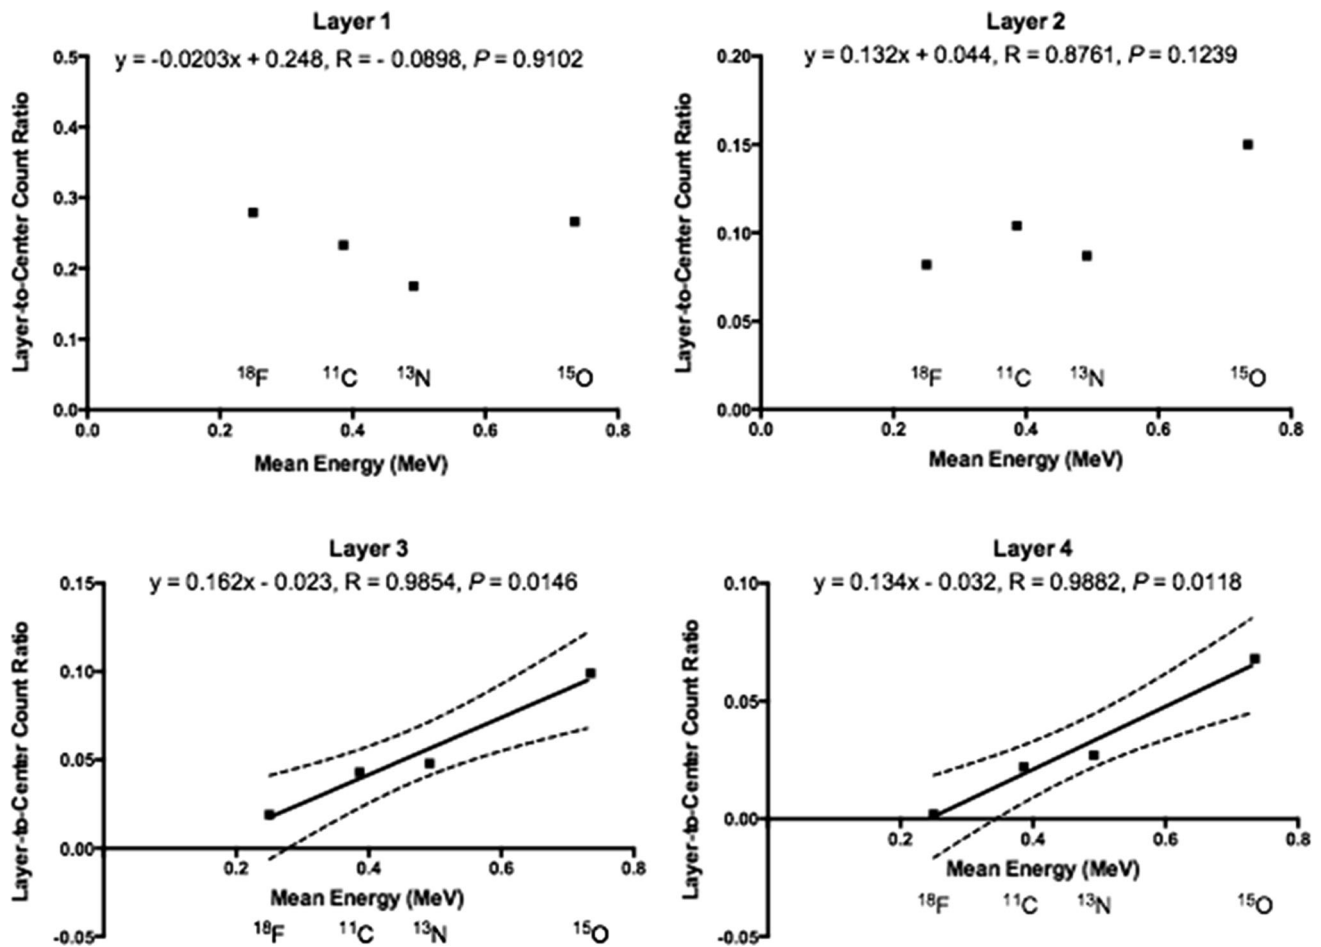 Layer 1
y = -0.0203x + 0.248, R = - 0.0898, P = 0.9102
Layer-to-Center Count Ratio
0.5
0.4
0.3
0.2
0.1
0.0
¹⁸F ¹¹C ¹³N ¹⁵O
0.0 0.2 0.4 0.6 0.8
Mean Energy (MeV)
Layer 2
y = 0.132x + 0.044, R = 0.8761, P = 0.1239
Layer-to-Center Count Ratio
0.20
0.15
0.10
0.05
0.00
¹⁸F ¹¹C ¹³N ¹⁵O
0.0 0.2 0.4 0.6 0.8
Mean Energy (MeV)
Layer 3
y = 0.162x - 0.023, R = 0.9854, P = 0.0146
Layer-to-Center Count Ratio
0.15
0.10
0.05
0.00
-0.05
0.2 0.4 0.6 0.8
Mean Energy (MeV)
¹⁸F ¹¹C ¹³N ¹⁵O
Layer 4
y = 0.134x - 0.032, R = 0.9882, P = 0.0118
Layer-to-Center Count Ratio
0.10
0.05
0.00
-0.05
0.2 0.4 0.6 0.8
Mean Energy (MeV)
¹⁸F ¹¹C ¹³N ¹⁵O